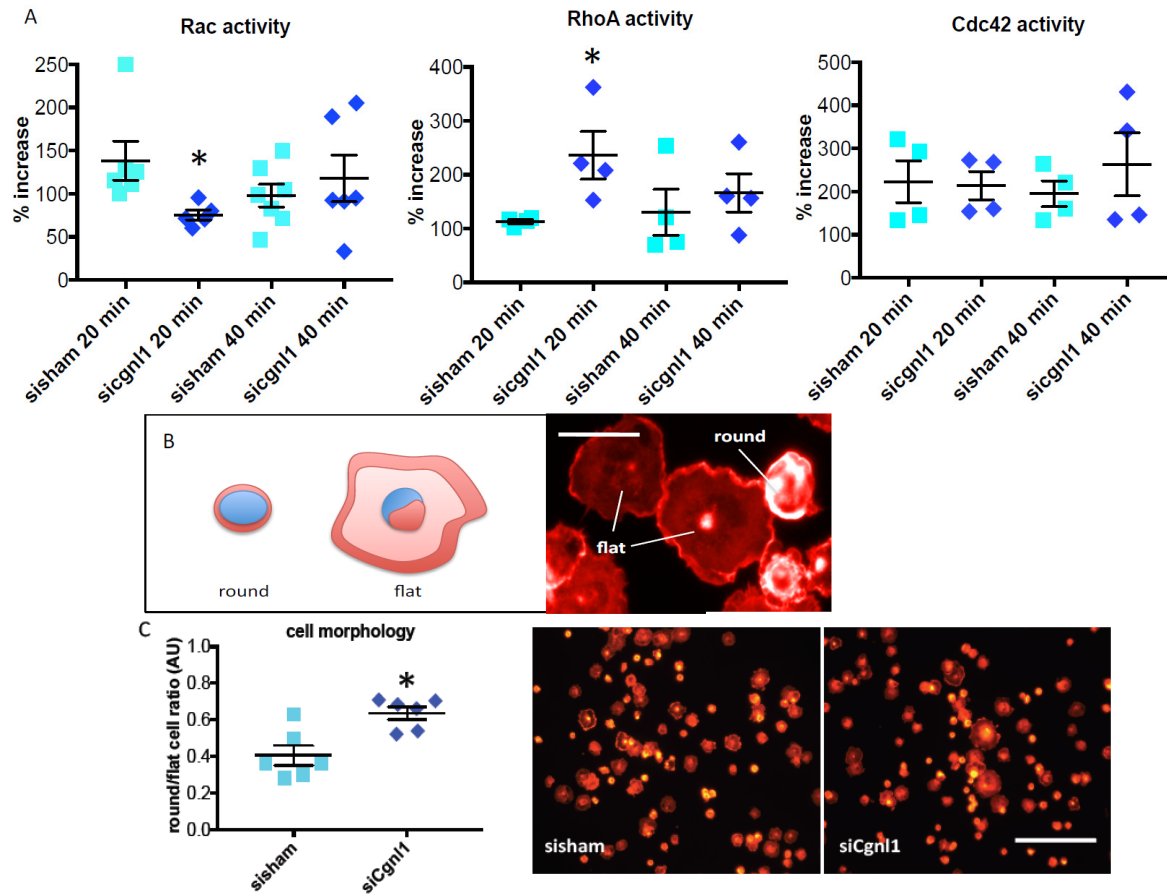 A
Rac activity
% increase
250
200
150
100
50
0
sisham 20 min
sicgnl1 20 min
sisham 40 min
sicgnl1 40 min
*
RhoA activity
% increase
400
300
200
100
0
sisham 20 min
sicgnl1 20 min
sisham 40 min
sicgnl1 40 min
*
Cdc42 activity
% increase
500
400
300
200
100
0
sisham 20 min
sicgnl1 20 min
sisham 40 min
sicgnl1 40 min
B
round
flat
round
flat
C
cell morphology
round/flat cell ratio (AU)
1.0
0.8
0.6
0.4
0.2
0.0
*
sisham
siCgnl1
sisham
siCgnl1